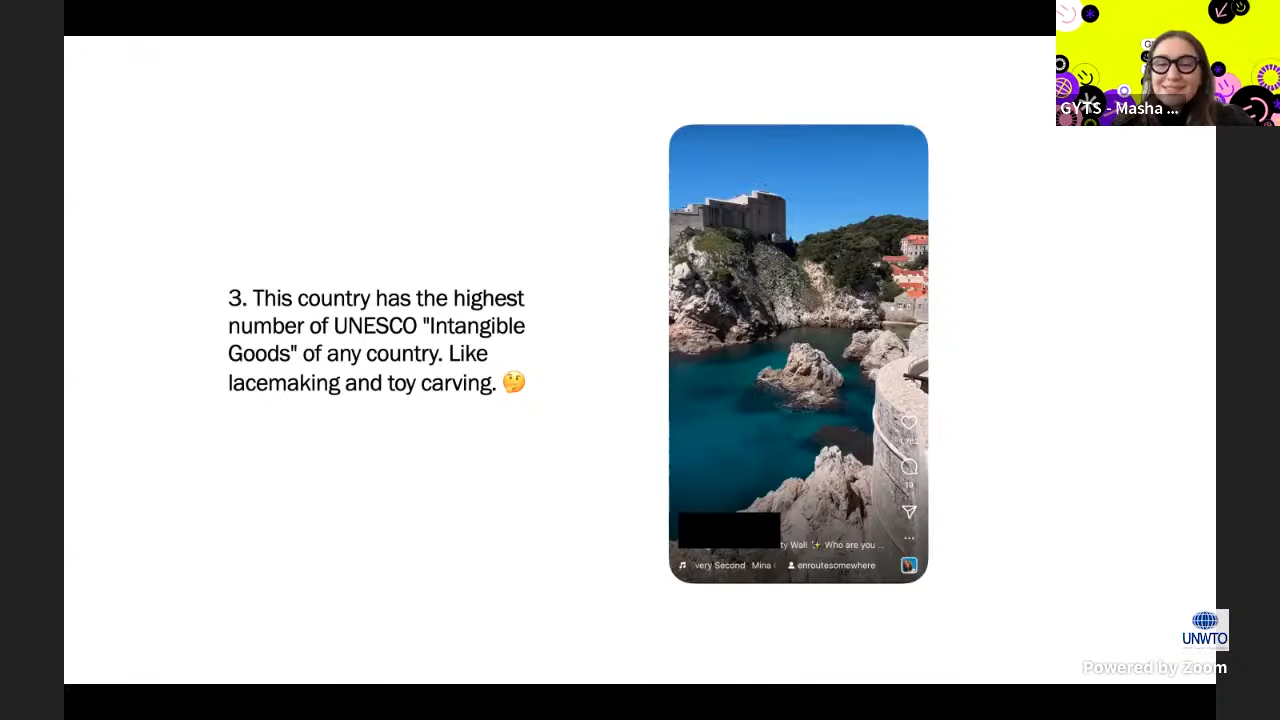 GYTS - Masha ...
3. This country has the highest
number of UNESCO "Intangible
Goods" of any country. Like
lacemaking and toy carving. 🤔
19
ty Wall ✨ Who are you ...
very Second Mina
enroutesomewhere
UNWTO
Powered by Zoom